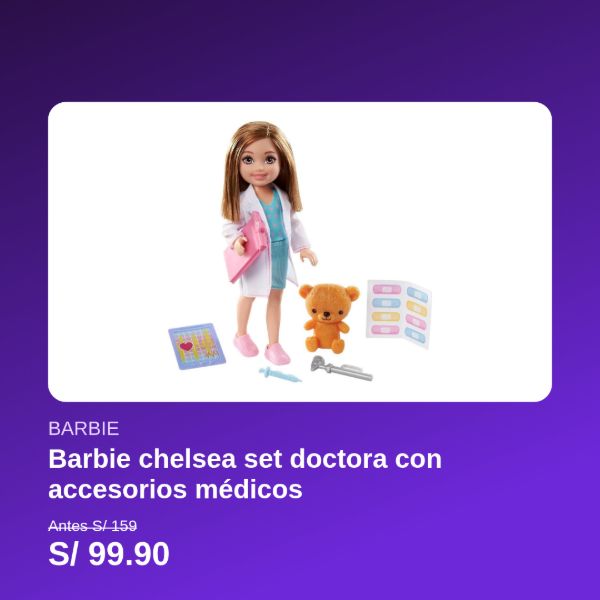 BARBIE
Barbie chelsea set doctora con
accesorios médicos
Antes S/ 159
S/ 99.90